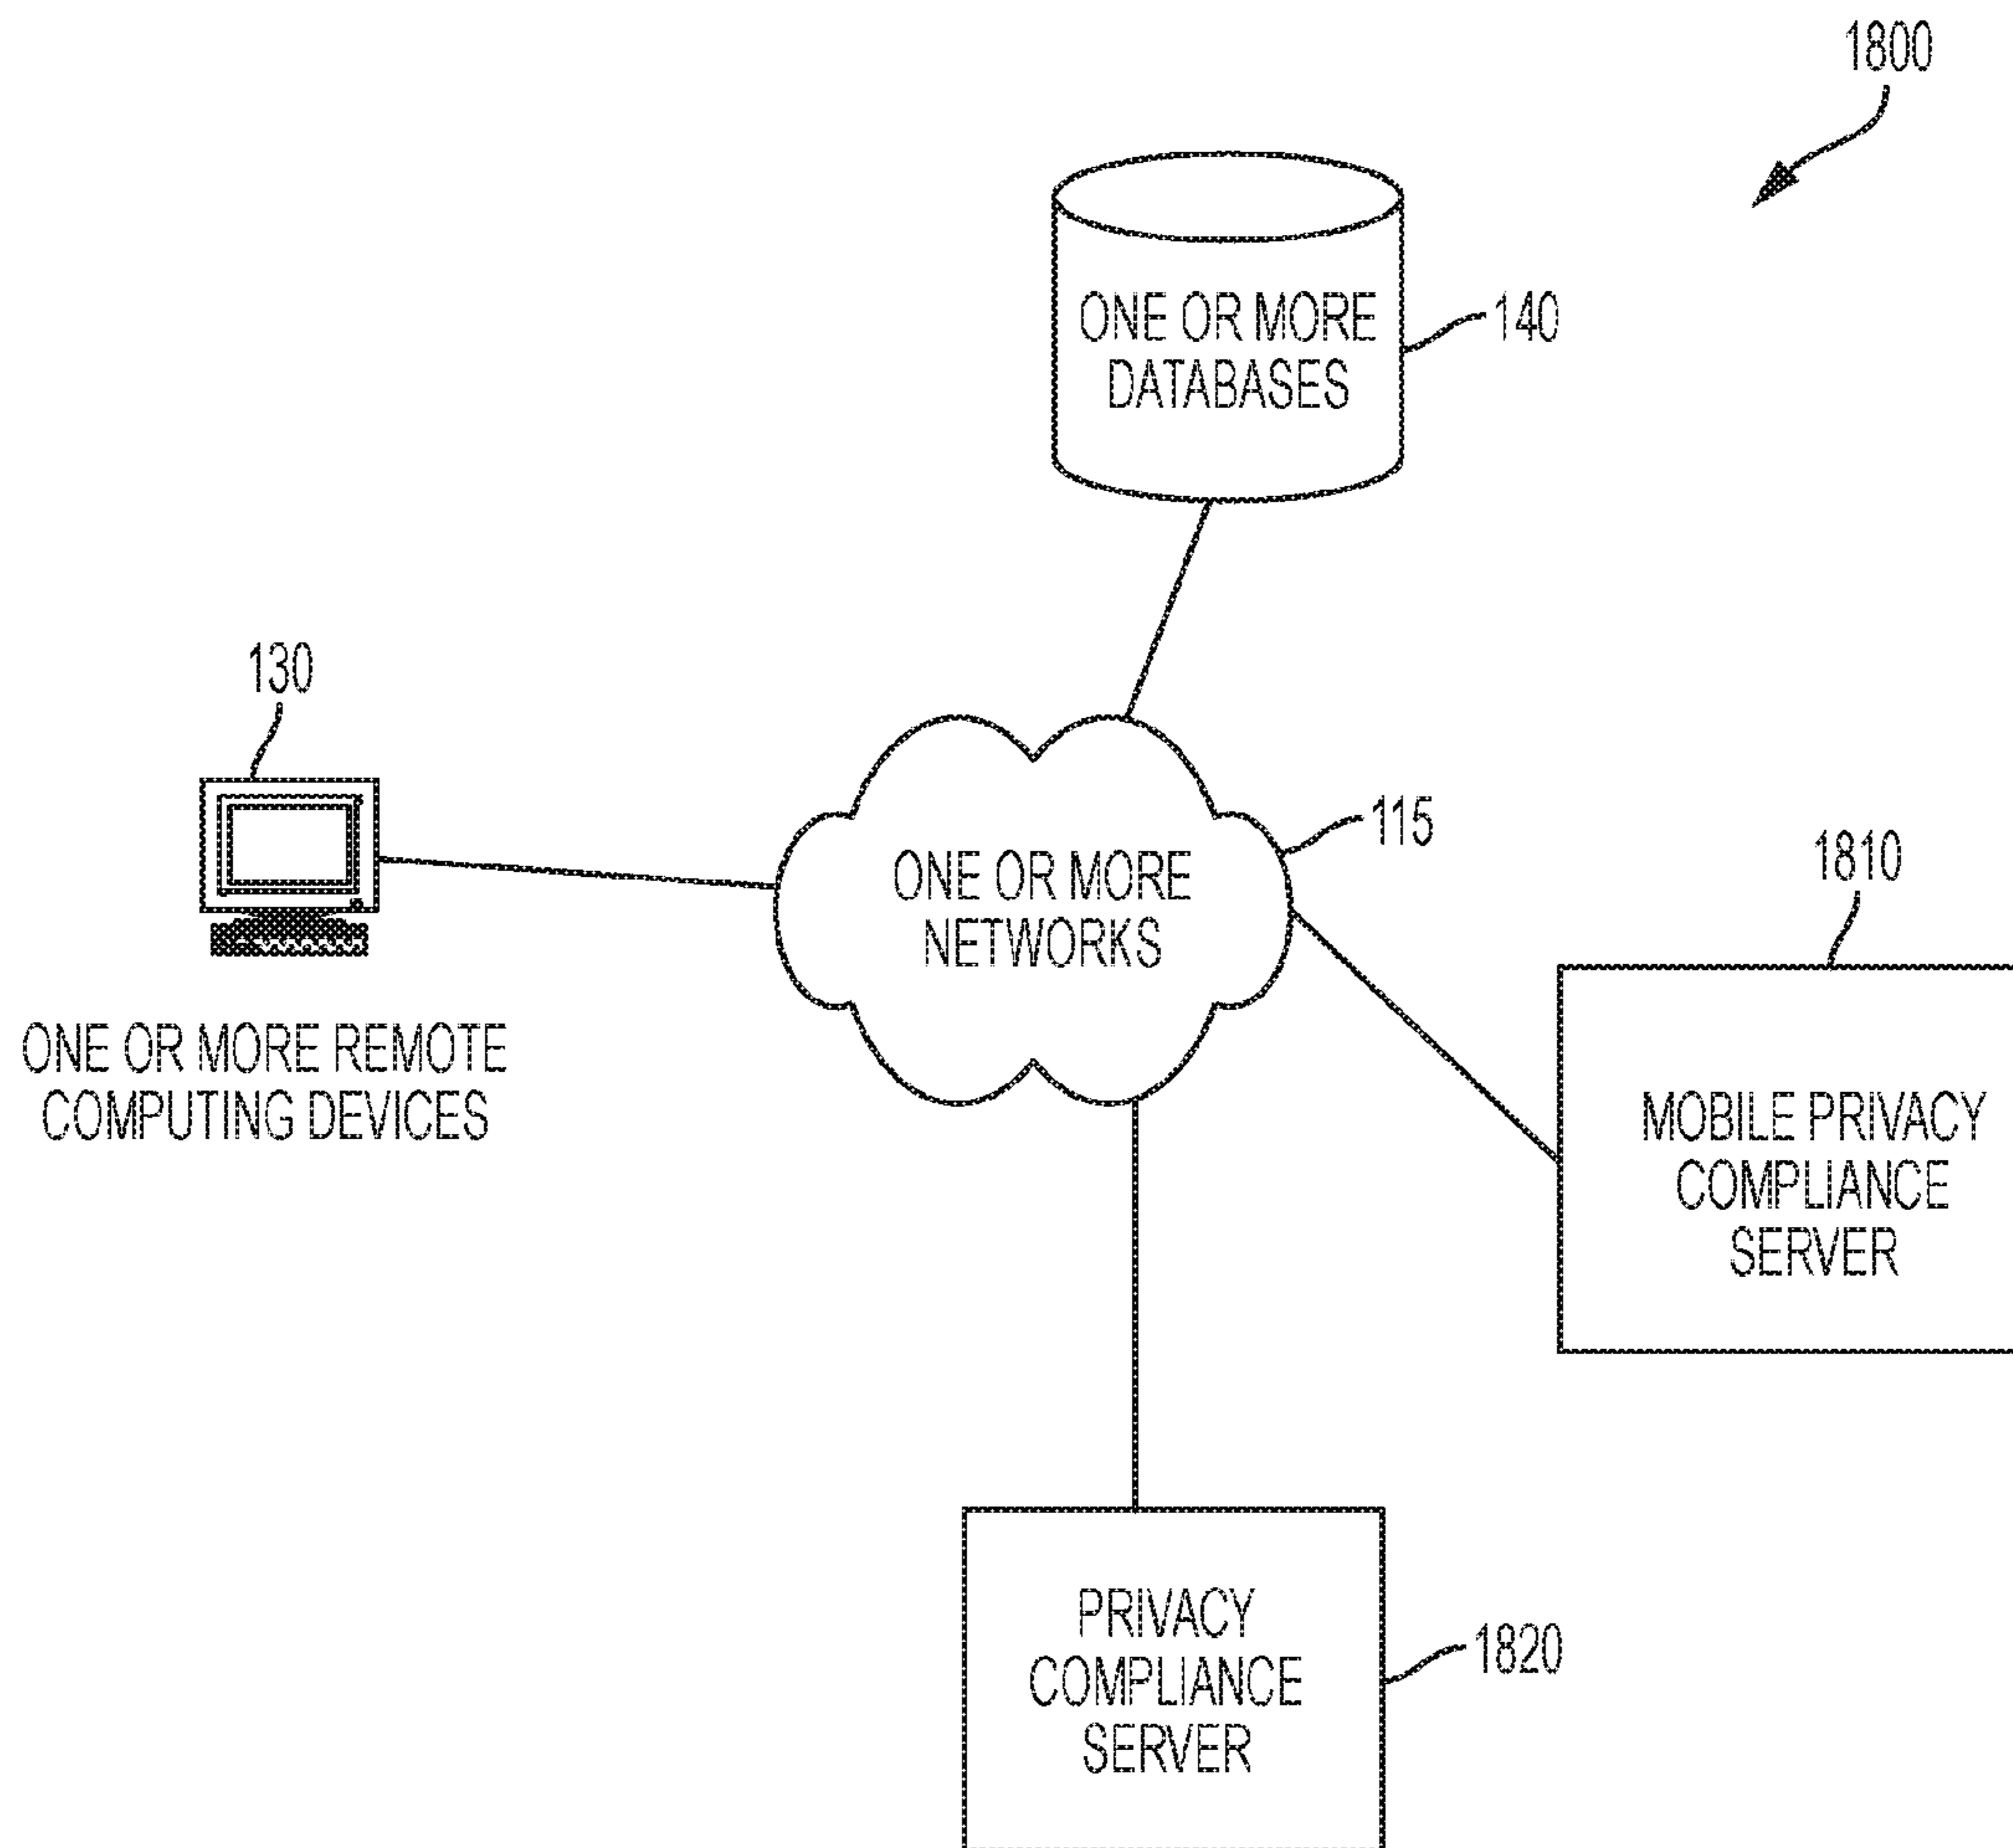 1800
ONE OR MORE
DATABASES
140
130
ONE OR MORE REMOTE
COMPUTING DEVICES
ONE OR MORE
NETWORKS
115
1810
MOBILE PRIVACY
COMPLIANCE
SERVER
PRIVACY
COMPLIANCE
SERVER
1820